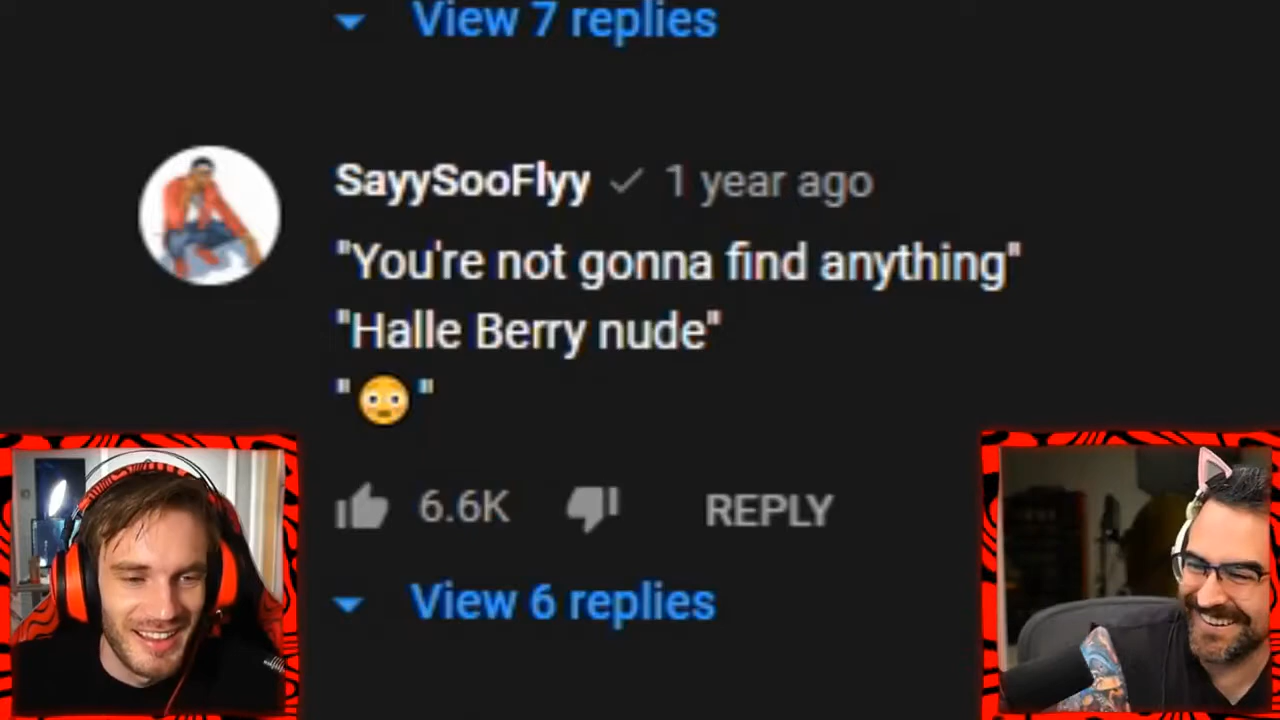 View 7 replies
SayySooFlyy ✓ 1 year ago
"You're not gonna find anything"
"Halle Berry nude"
"😳"
6.6K REPLY
View 6 replies